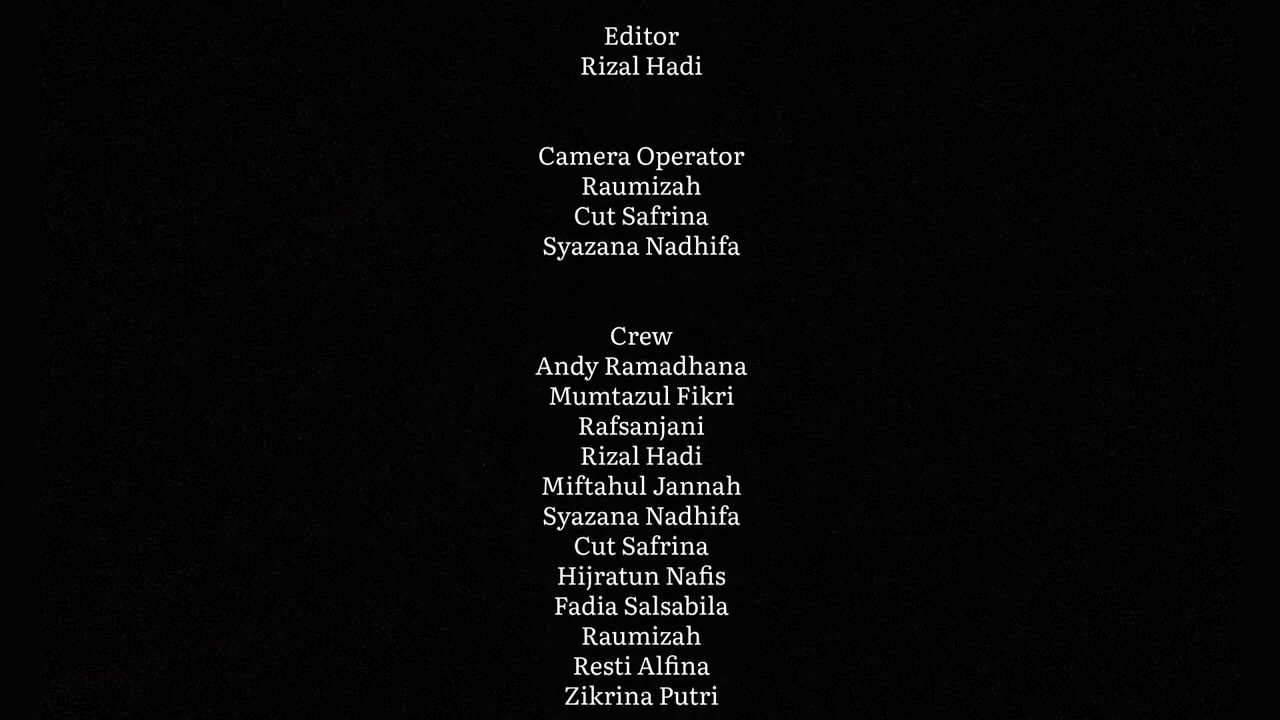 Editor
Rizal Hadi
Camera Operator
Raumizah
Cut Safrina
Syazana Nadhifa
Crew
Andy Ramadhana
Mumtazul Fikri
Rafsanjani
Rizal Hadi
Miftahul Jannah
Syazana Nadhifa
Cut Safrina
Hijratun Nafis
Fadia Salsabila
Raumizah
Resti Alfina
Zikrina Putri